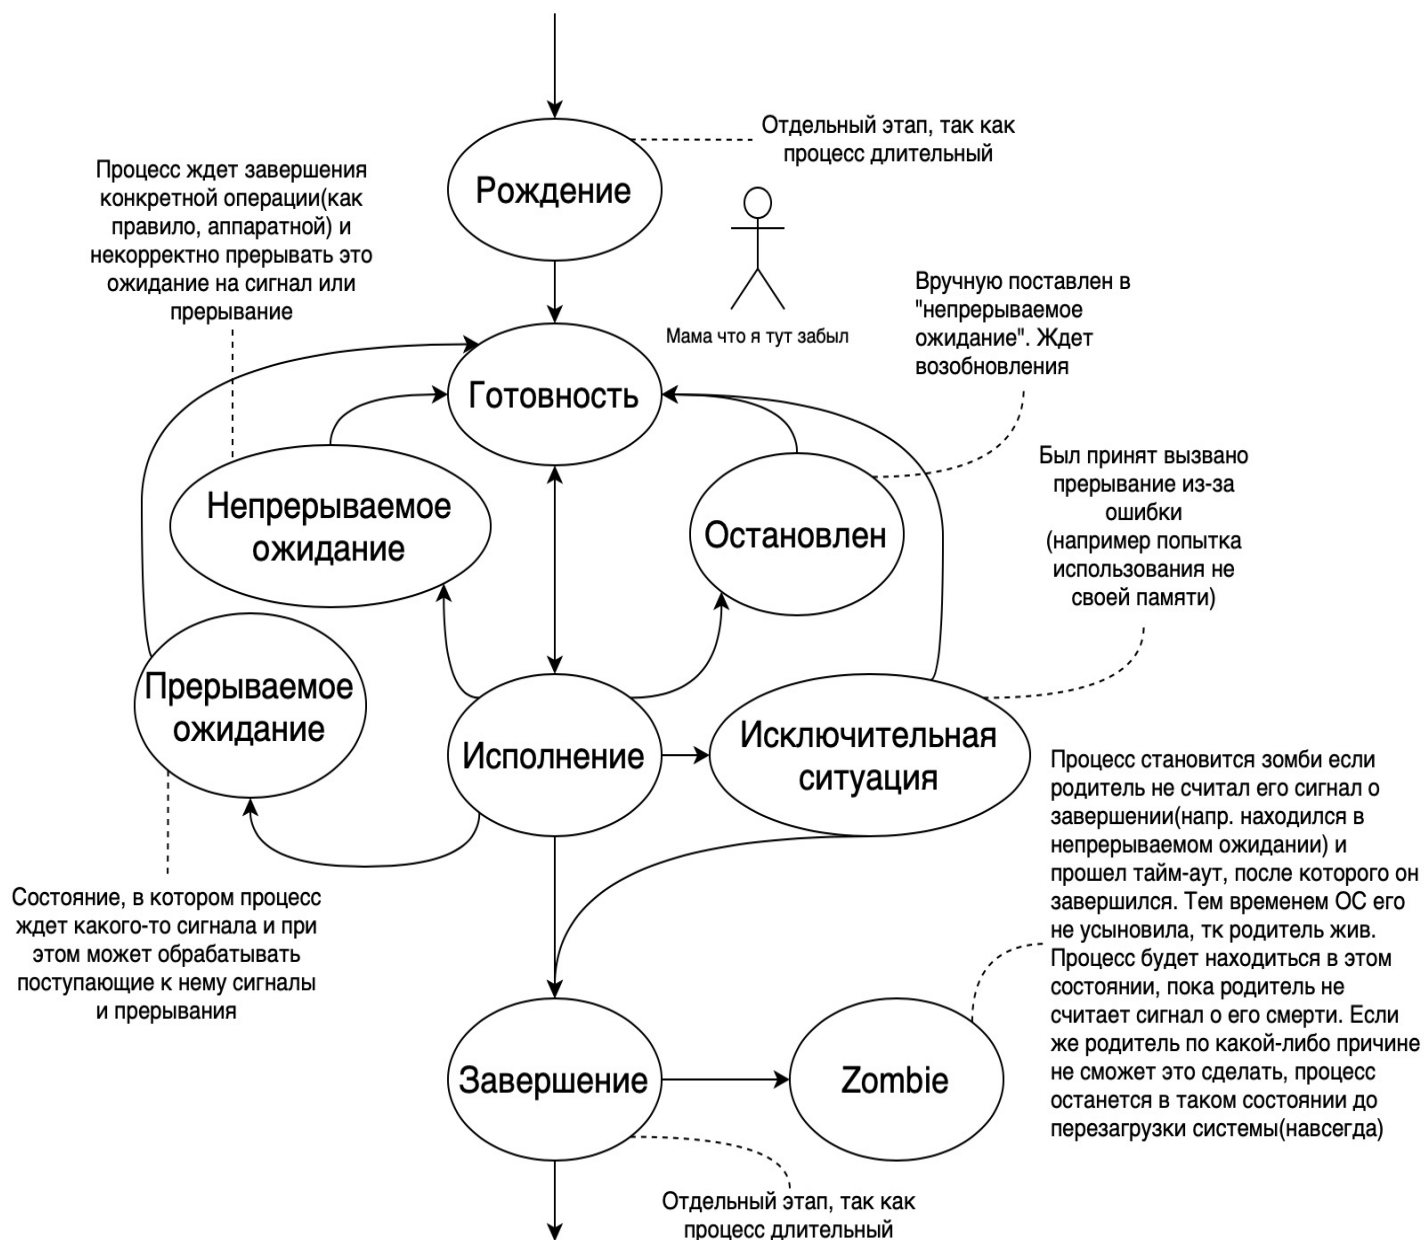 Отдельный этап, так как
процесс длительный
Рождение
Процесс ждет завершения
конкретной операции(как
правило, аппаратной) и
некорректно прерывать это
ожидание на сигнал или
прерывание
Мама что я тут забыл
Вручную поставлен в
"непрерываемое
ожидание". Ждет
возобновления
Готовность
Непрерываемое
ожидание
Остановлен
Был принят вызвано
прерывание из-за
ошибки
(например попытка
использования не
своей памяти)
Прерываемое
ожидание
Исполнение
Исключительная
ситуация
Состояние, в котором процесс
ждет какого-то сигнала и при
этом может обрабатывать
поступающие к нему сигналы
и прерывания
Процесс становится зомби если
родитель не считал его сигнал о
завершении(напр. находился в
непрерываемом ожидании) и
прошел тайм-аут, после которого он
завершился. Тем временем ОС его
не усыновила, тк родитель жив.
Процесс будет находиться в этом
состоянии, пока родитель не
считает сигнал о его смерти. Если
же родитель по какой-либо причине
не сможет это сделать, процесс
останется в таком состоянии до
перезагрузки системы(навсегда)
Завершение
Zombie
Отдельный этап, так как
процесс длительный